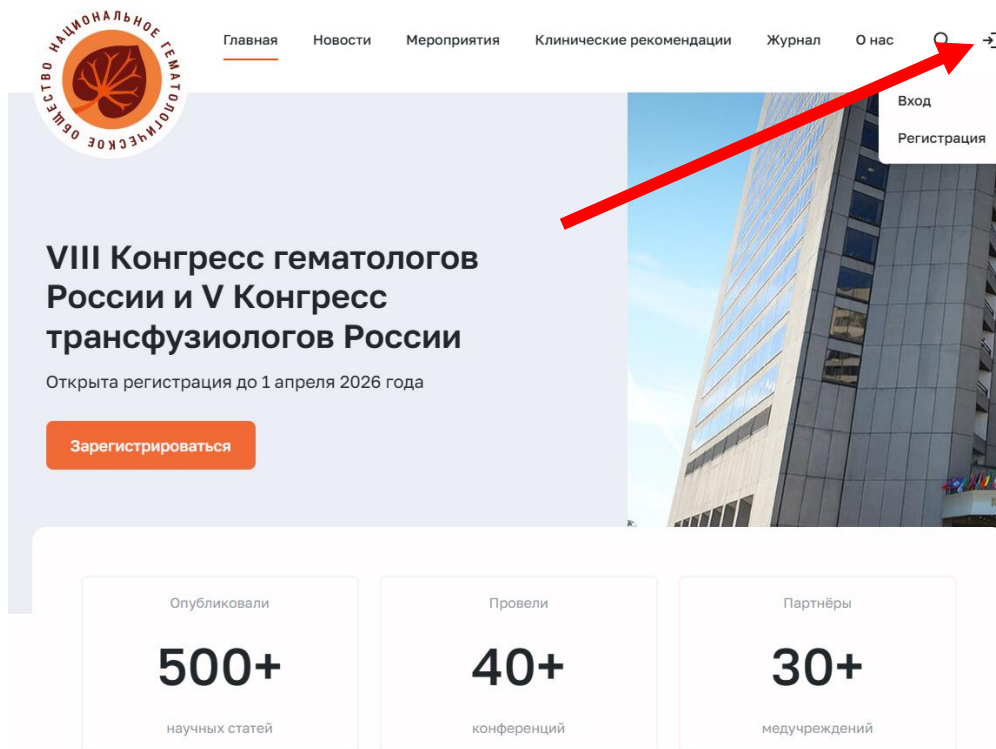 НАЦИОНАЛЬНОЕ ГЕМАТОЛОГИЧЕСКОЕ ОБЩЕСТВО
Главная Новости Мероприятия Клинические рекомендации Журнал О нас
Вход
Регистрация
VIII Конгресс гематологов
России и V Конгресс
трансфузиологов России
Открыта регистрация до 1 апреля 2026 года
Зарегистрироваться
Опубликовали Провели Партнёры
500+ 40+ 30+
научных статей конференций медучреждений